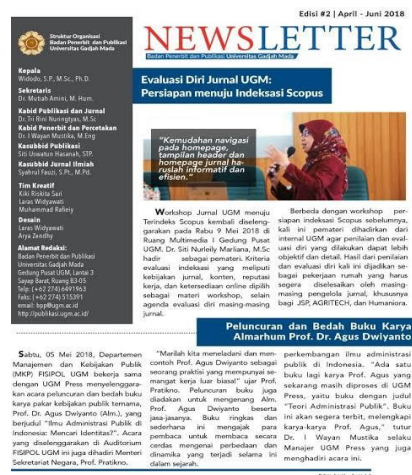 Edisi #2 | April - Juni 2018
Struktur Organisasi
Badan Penerbit dan Publikasi
Universitas Gadjah Mada
NEWSLETTER
Badan Penerbit dan Publikasi Universitas Gadjah Mada
Kepala
Widodo, S.P., M.Sc., Ph.D.
Sekretaris
Dr. Mubah Amini, M. Hum.
Kabid Publikasi dan Jurnal
Dr. Tri Rini Nuringtyas, M.Sc
Kabid Penerbit dan Percetakan
Dr. I Wayan Mustika, M.Eng
Kasubbid Publikasi
Siti Uswatun Hasanah, STP.
Kasubbid Jurnal Ilmiah
Syahrul Fauzi, S.Pt., M.Pd.
Tim Kreatif
Kiki Riskita Sari
Laras Widyawati
Muhammad Rafieiy
Desain
Laras Widyawati
Arya Zendhy
Alamat Redaksi:
Badan Penerbit dan Publikasi
Universitas Gadjah Mada
Gedung Pusat UGM, Lantai 3
Sayap Barat, Ruang B3-05
Telp: (+62 274) 6491963
Faks: (+62 274) 515391
email: bpp@ugm.ac.id
http://publikasi.ugm.ac.id/
Evaluasi Diri Jurnal UGM:
Persiapan menuju Indeksasi Scopus
“Kemudahan navigasi
pada homepage,
tampilan header dan
homepage jurnal ha-
ruslah informatif dan
efisien.”
Workshop Jurnal UGM menuju
Terindeks Scopus kembali diseleng-
garakan pada Rabu 9 Mei 2018 di
Ruang Multimedia I Gedung Pusat
UGM. Dr. Siti Nurleily Marliana, M.Sc
hadir sebagai pemateri. Kriteria
evaluasi indeksasi yang meliputi
kebijakan jurnal, konten, reputasi
kerja, dan ketersediaan online dipilih
sebagai materi workshop, selain
agenda evaluasi diri masing-masing
jurnal.
Berbeda dengan workshop per-
siapan indeksasi Scopus sebelumnya,
kali ini pemateri dihadirkan dari
internal UGM agar penilaian dan eval-
uasi diri yang dilakukan dapat lebih
objektif dan detail. Hasil dari penilaian
dan evaluasi diri kali ini dijadikan se-
bagai pekerjaan rumah yang harus
segera diselesaikan oleh masing-
masing pengelola jurnal, khususnya
bagi JSP, AGRITECH, dan Humaniora.
Peluncuran dan Bedah Buku Karya
Almarhum Prof. Dr. Agus Dwiyanto
Sabtu, 05 Mei 2018, Departemen
Manajemen dan Kebijakan Publik
(MKP) FISIPOL UGM bekerja sama
dengan UGM Press menyelenggara-
kan acara peluncuran dan bedah buku
karya pakar kebijakan publik ternama,
Prof. Dr. Agus Dwiyanto (Alm.), yang
berjudul “Ilmu Administrasi Publik di
Indonesia: Mencari Identitas”. Acara
yang diselenggarakan di Auditorium
FISIPOL UGM ini juga dihadiri Menteri
Sekretariat Negara, Prof. Pratikno.
“Marilah kita meneladani dan men-
contoh Prof. Agus Dwiyanto sebagai
seorang praktisi yang mempunyai se-
mangat kerja luar biasa!” ujar Prof.
Pratikno. Peluncuran buku juga
diadakan untuk mengenang Alm.
Prof. Agus Dwiyanto beserta
jasa-jasanya. Buku ringkas dan
sederhana ini mengajak para
pembaca untuk membaca secara
cerdas mengenai perbedaan dan
dinamika yang terjadi selama ini
dalam sejarah.
perkembangan ilmu administrasi
publik di Indonesia. “Ada satu
buku lagi karya Prof. Agus yang
sekarang masih diproses di UGM
Press, yaitu buku dengan judul
“Teori Administrasi Publik”. Buku
ini akan segera terbit, melengkapi
karya-karya Prof. Agus,” tutur
Dr. I Wayan Mustika selaku
Manajer UGM Press yang juga
menghadiri acara ini.